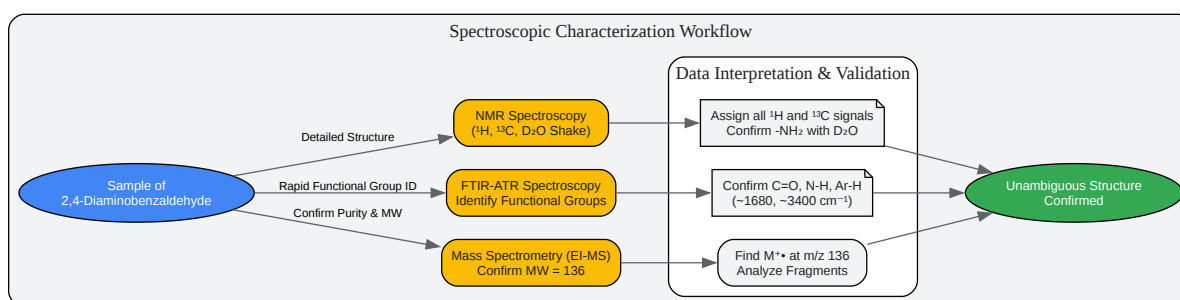 Spectroscopic Characterization Workflow
Data Interpretation & Validation
Sample of
2,4-Diaminobenzaldehyde
Detailed Structure
Rapid Functional Group ID
Confirm Purity & MW
NMR Spectroscopy
(¹H, ¹³C, D₂O Shake)
FTIR-ATR Spectroscopy
Identify Functional Groups
Mass Spectrometry (EI-MS)
Confirm MW = 136
Assign all ¹H and ¹³C signals
Confirm -NH₂ with D₂O
Confirm C=O, N-H, Ar-H
(~1680, ~3400 cm⁻¹)
Find M⁺• at m/z 136
Analyze Fragments
Unambiguous Structure
Confirmed